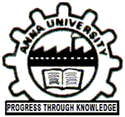 ANNA UNIVERSITY
PROGRESS THROUGH KNOWLEDGE